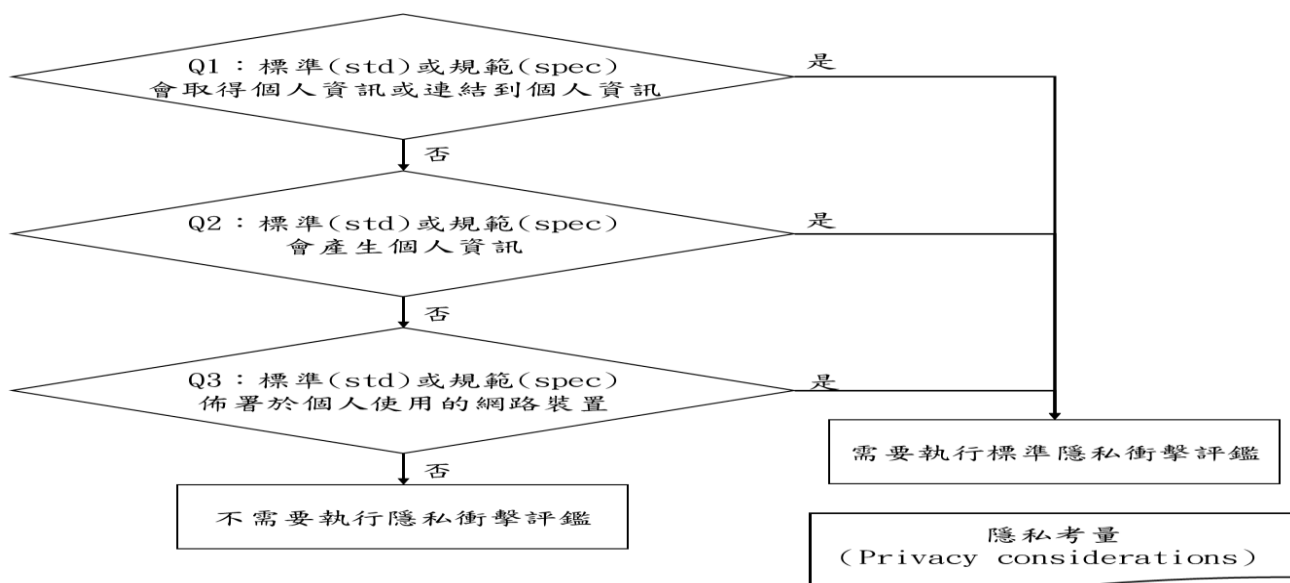 Q1：標準(std)或規範(spec)
會取得個人資訊或連結到個人資訊
是
否
Q2：標準(std)或規範(spec)
會產生個人資訊
是
否
Q3：標準(std)或規範(spec)
佈署於個人使用的網路裝置
是
否
需要執行標準隱私衝擊評鑑
不需要執行隱私衝擊評鑑
隱私考量
(Privacy considerations)